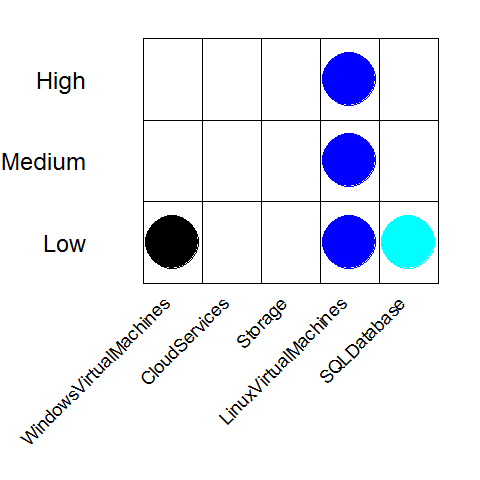 High
Medium
Low
WindowsVirtualMachines
CloudServices
Storage
LinuxVirtualMachines
SQLDatabase